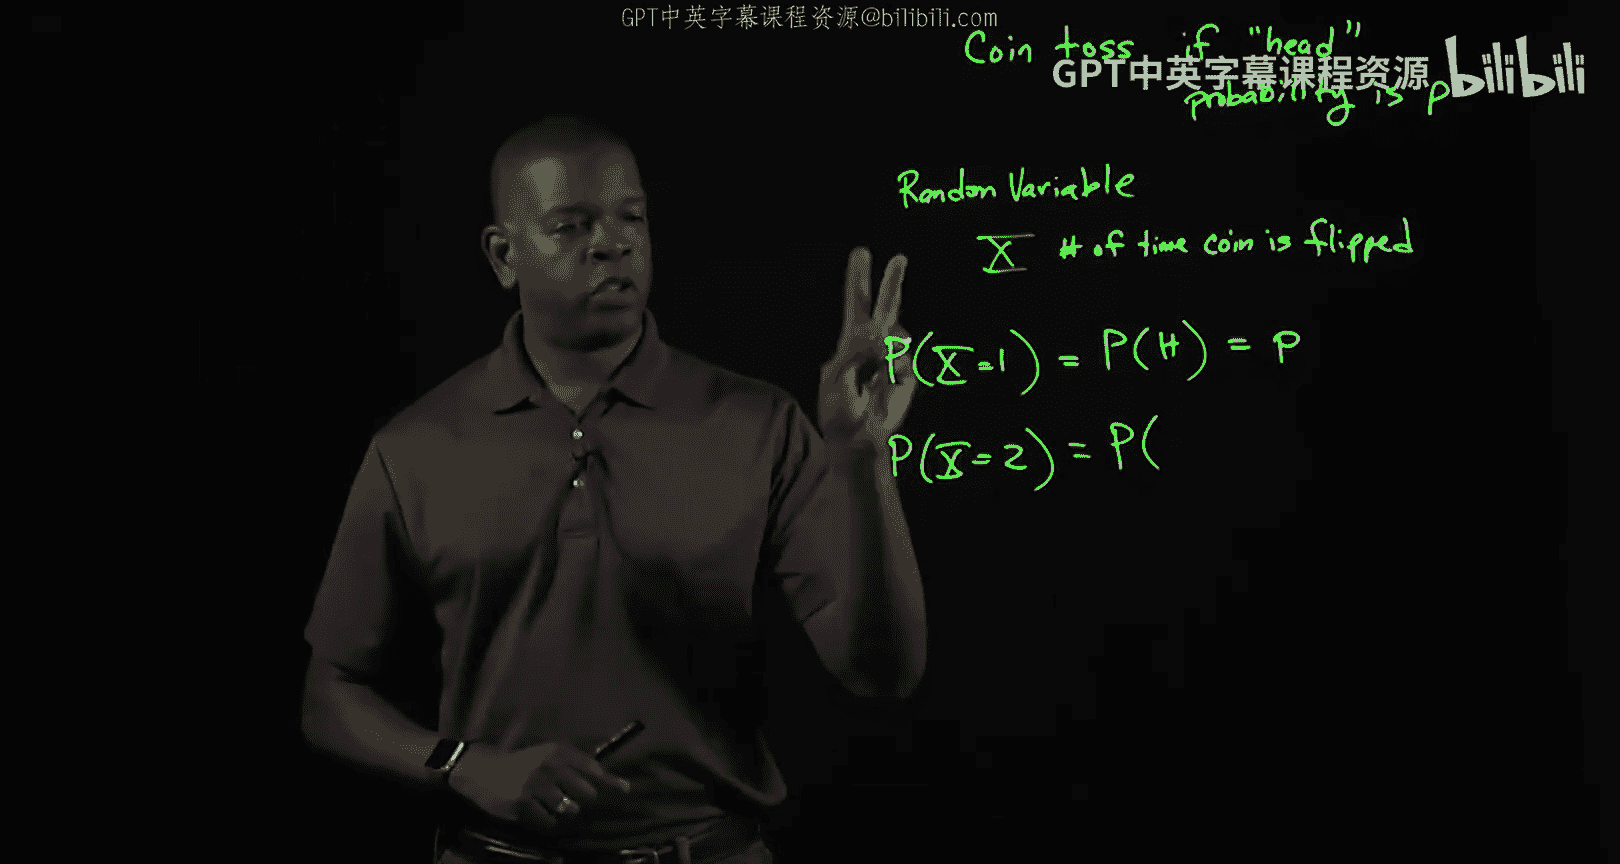 GPT中英字幕课程资源@bilibili.com
Coin toss if "head"
GPT中英字幕课程资源 bilibili
probability is p
Random Variable
X # of time coin is flipped
P(X=1) = P(H) = P
P(X=2) = P(